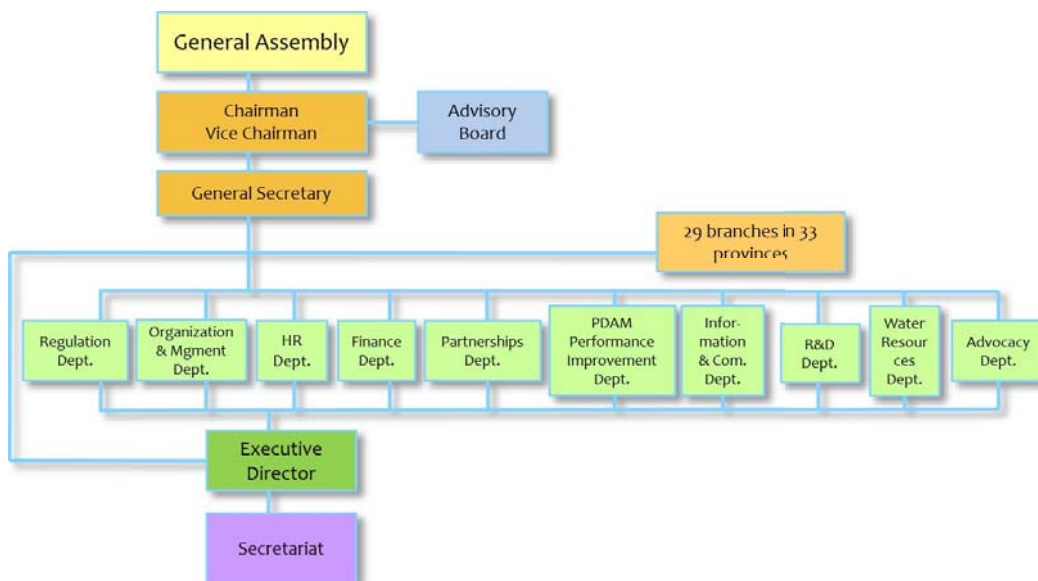 General Assembly
Chairman
Vice Chairman
Advisory
Board
General Secretary
29 branches in 33
provinces
Regulation
Dept.
Organization
& Mgment
Dept.
HR
Dept.
Finance
Dept.
Partnerships
Dept.
PDAM
Performance
Improvement
Dept.
Infor-
mation
& Com.
Dept.
R&D
Dept.
Water
Resour
ces
Dept.
Advocacy
Dept.
Executive
Director
Secretariat